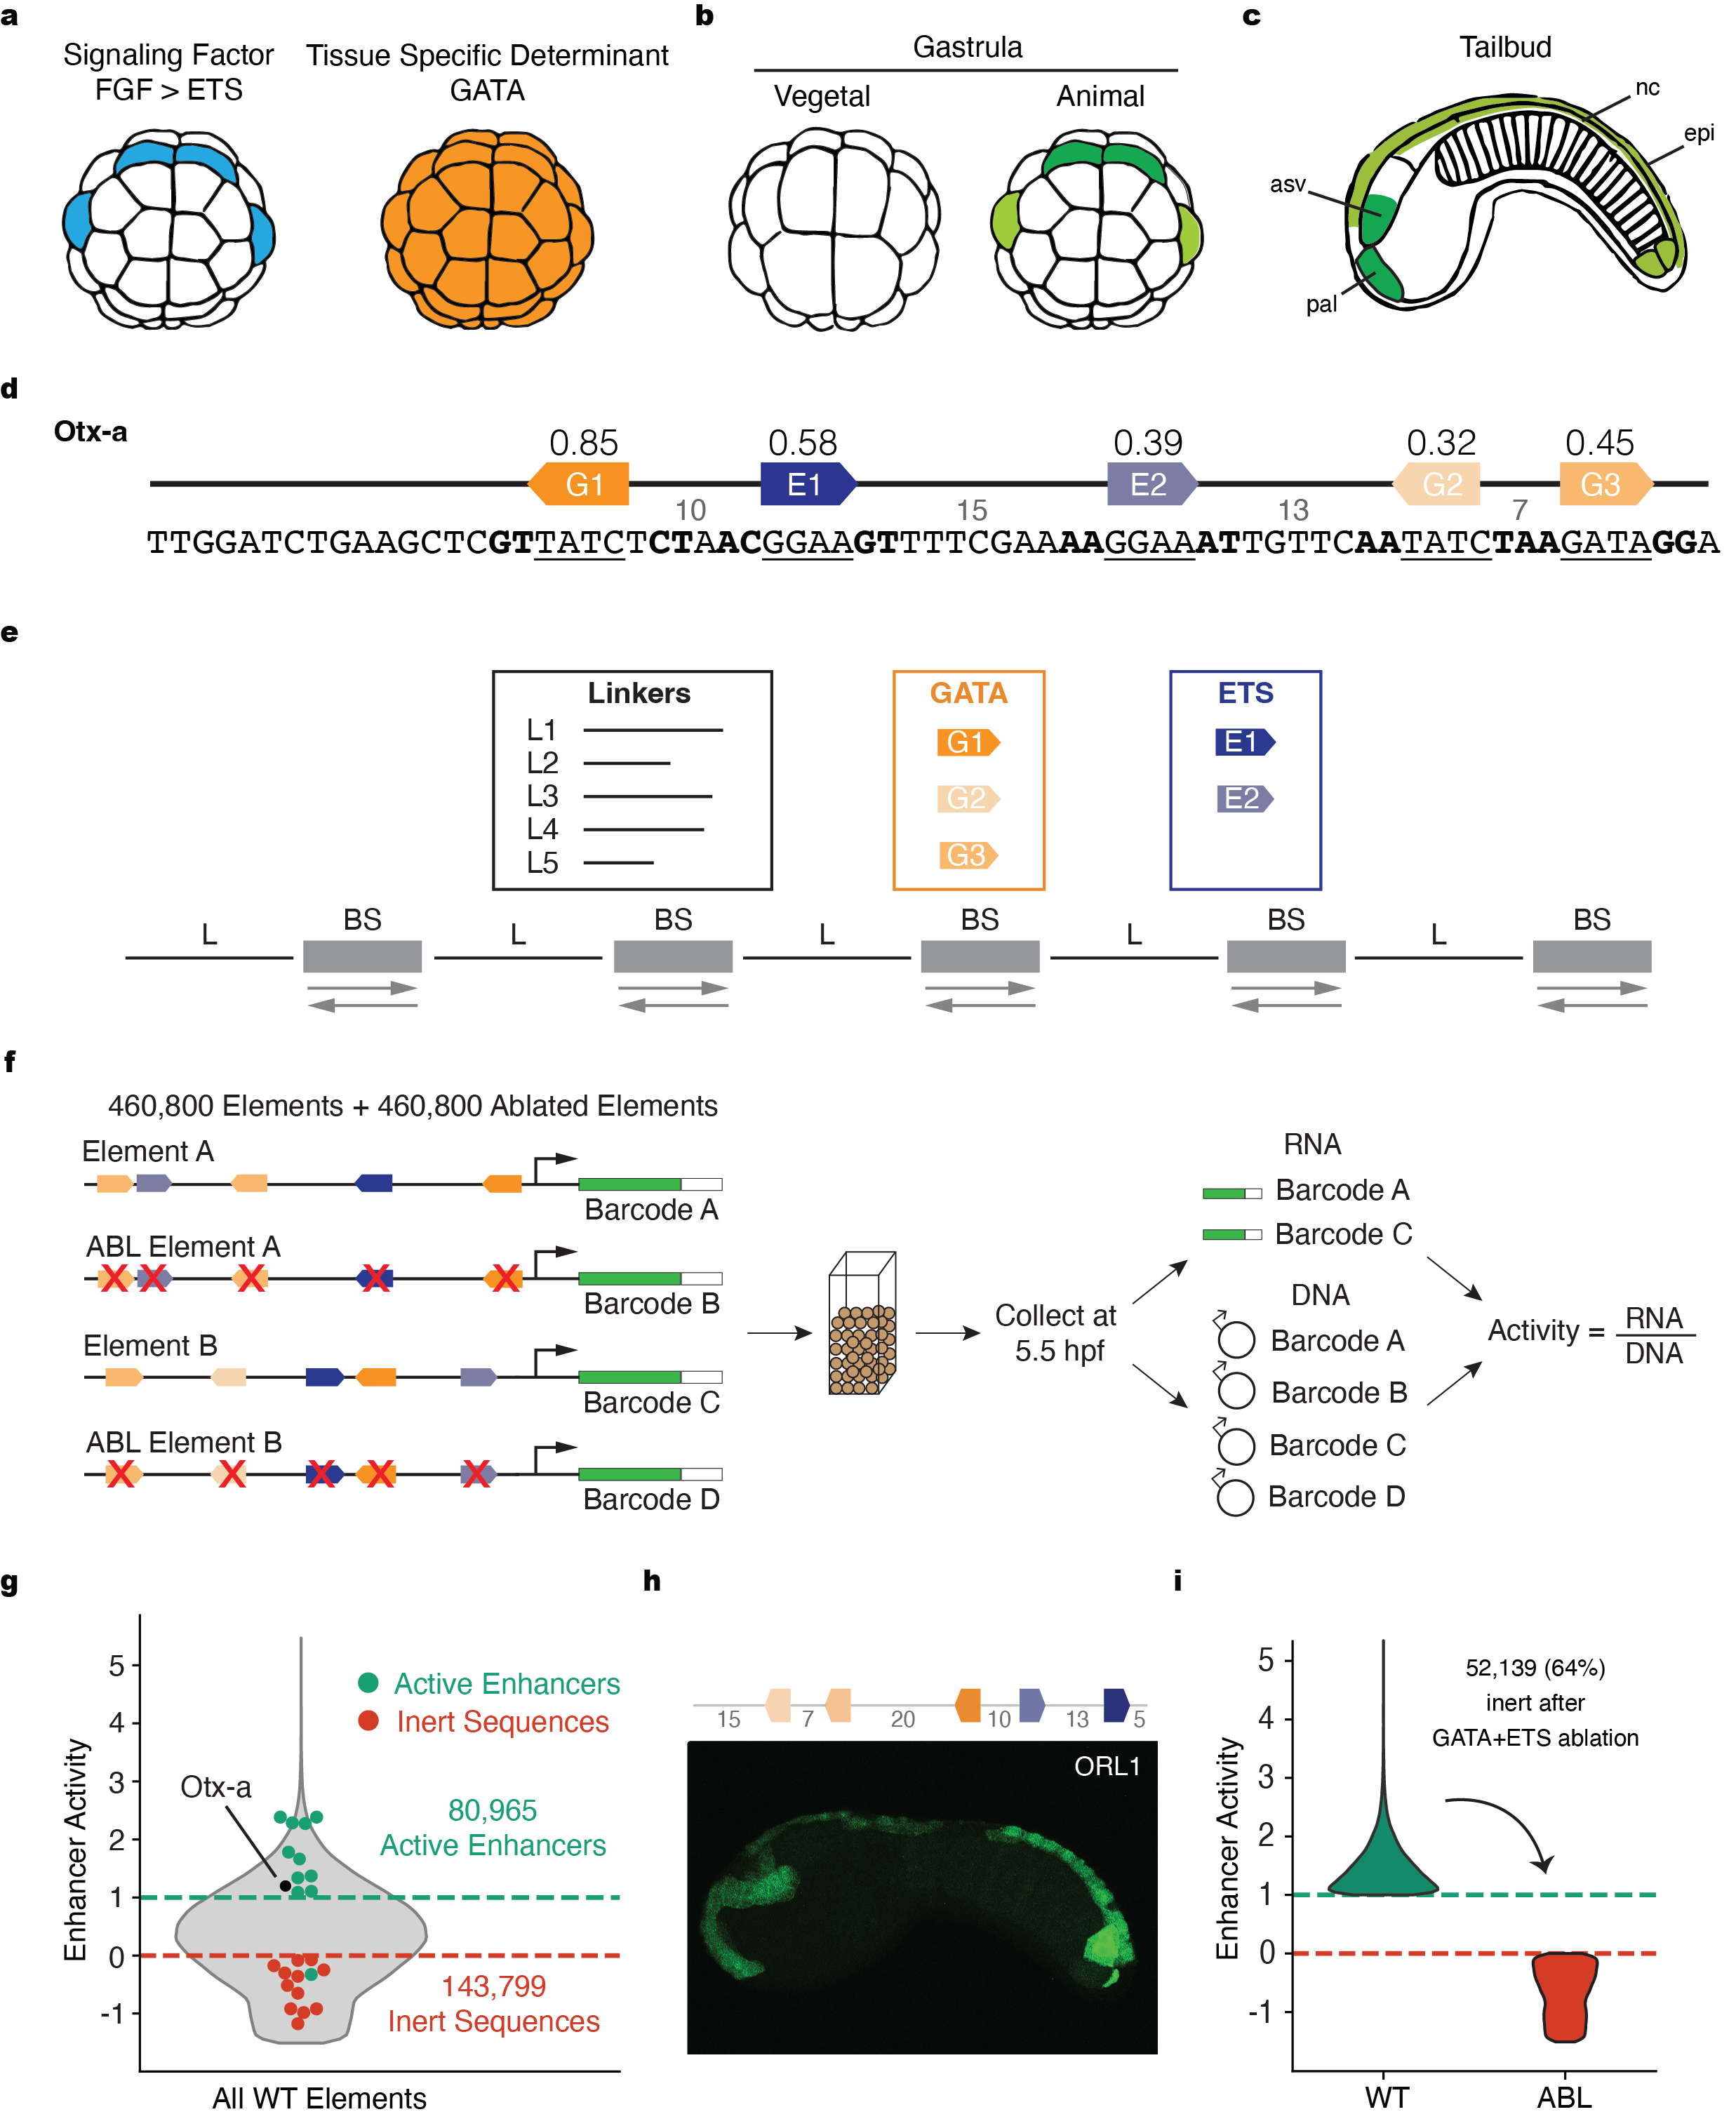 a
Signaling Factor
FGF > ETS
Tissue Specific Determinant
GATA
b
Gastrula
Vegetal
Animal
c
Tailbud
nc
epi
asv
pal
d
Otx-a
0.85
0.58
0.39
0.32
0.45
G1
E1
E2
G2
G3
10
15
13
7
TTGGATCTGAAGCTCGTTATCTCTAACGGAAGTTTTCGAAAAGGAAATTGTTCAATATCTAAGATAGGA
e
Linkers
L1
L2
L3
L4
L5
GATA
G1
G2
G3
ETS
E1
E2
L BS L BS L BS L BS L BS
f
460,800 Elements + 460,800 Ablated Elements
Element A
Barcode A
ABL Element A
Barcode B
Element B
Barcode C
ABL Element B
Barcode D
Collect at
5.5 hpf
RNA
Barcode A
Barcode C
DNA
Barcode A
Barcode B
Barcode C
Barcode D
Activity = RNA
DNA
g
Enhancer Activity
5
4
3
2
1
0
-1
Active Enhancers
Inert Sequences
Otx-a
80,965
Active Enhancers
143,799
Inert Sequences
All WT Elements
h
15
7
20
10
13
5
ORL1
i
Enhancer Activity
5
4
3
2
1
0
-1
52,139 (64%)
inert after
GATA+ETS ablation
WT
ABL